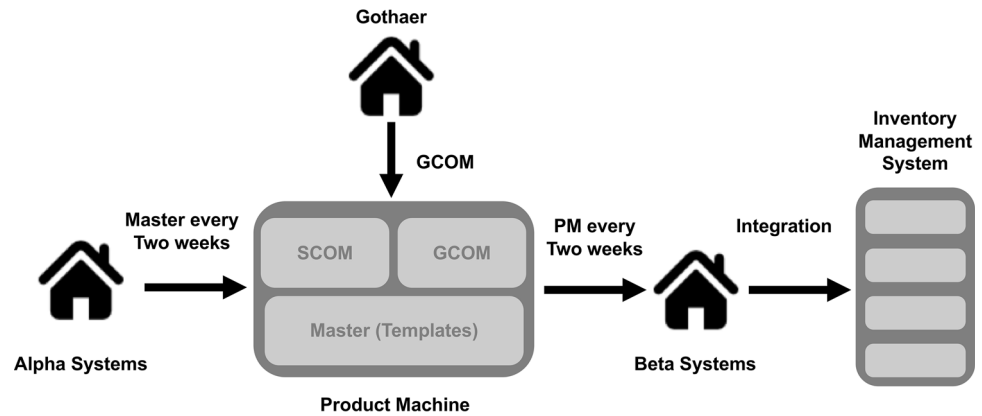 Gothaer
GCOM
Inventory
Management
System
Master every
Two weeks
SCOM
GCOM
Master (Templates)
PM every
Two weeks
Integration
Alpha Systems
Product Machine
Beta Systems